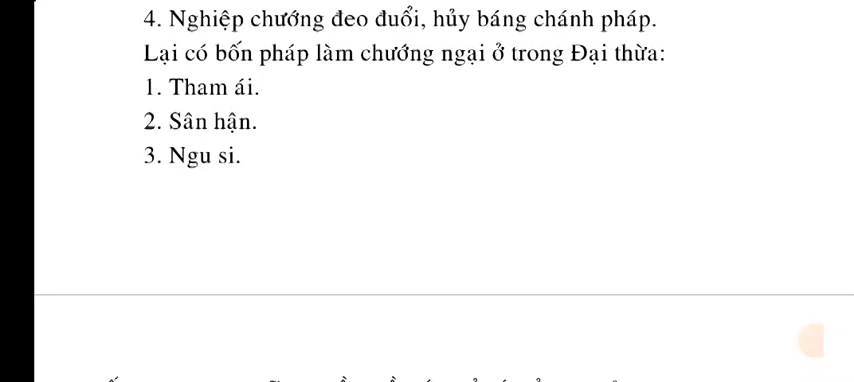 4. Nghiệp chướng đeo đuổi, hủy báng chánh pháp.
Lại có bốn pháp làm chướng ngại ở trong Đại thừa:
1. Tham ái.
2. Sân hận.
3. Ngu si.